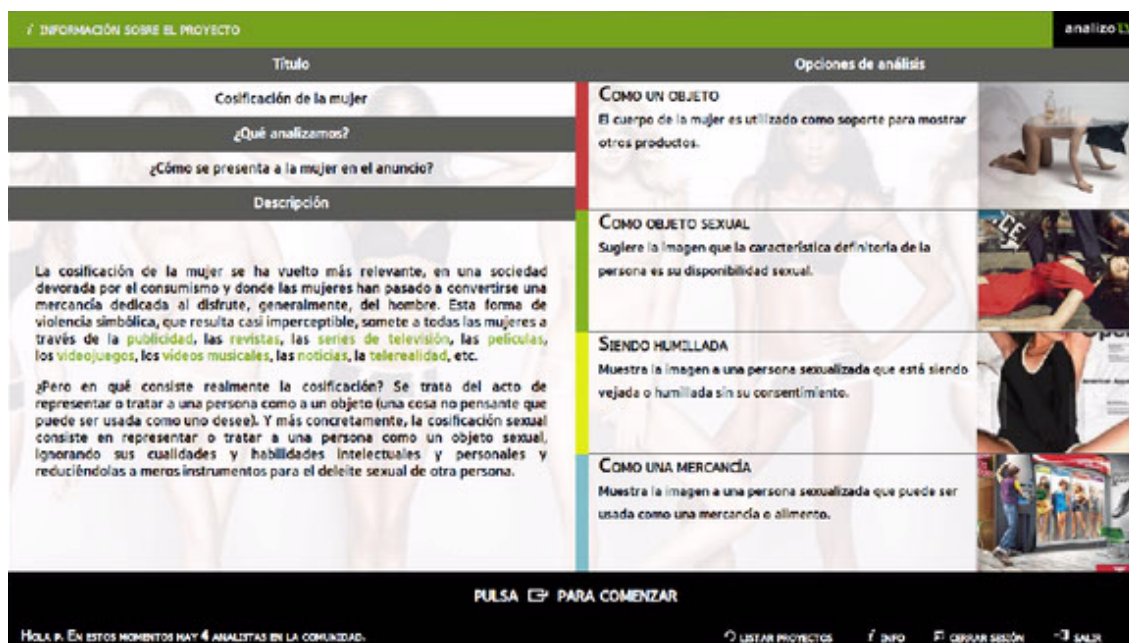 i INFORMACIÓN SOBRE EL PROYECTO
analizo
Título
Cosificación de la mujer
¿Qué analizamos?
¿Cómo se presenta a la mujer en el anuncio?
Descripción
La cosificación de la mujer se ha vuelto más relevante, en una sociedad
devorada por el consumismo y donde las mujeres han pasado a convertirse una
mercancía dedicada al disfrute, generalmente, del hombre. Esta forma de
violencia simbólica, que resulta casi imperceptible, somete a todas las mujeres a
través de la publicidad, las revistas, las series de televisión, las películas,
los videojuegos, los vídeos musicales, las noticias, la telerealidad, etc.
¿Pero en qué consiste realmente la cosificación? Se trata del acto de
representar o tratar a una persona como a un objeto (una cosa no pensante que
puede ser usada como uno desee). Y más concretamente, la cosificación sexual
consiste en representar o tratar a una persona como un objeto sexual,
ignorando sus cualidades y habilidades intelectuales y personales y
reduciéndolas a meros instrumentos para el deleite sexual de otra persona.
Opciones de análisis
COMO UN OBJETO
El cuerpo de la mujer es utilizado como soporte para mostrar
otros productos.
COMO OBJETO SEXUAL
Sugiere la imagen que la característica definitoria de la
persona es su disponibilidad sexual.
SIENDO HUMILLADA
Muestra la imagen a una persona sexualizada que está siendo
vejada o humillada sin su consentimiento.
COMO UNA MERCANCÍA
Muestra la imagen a una persona sexualizada que puede ser
usada como una mercancía o alimento.
PULSA PARA COMENZAR
HOLA P. EN ESTOS MOMENTOS HAY 4 ANALISTAS EN LA COMUNIDAD.
LISTAR PROYECTOS
i INFO
CERRAR SESIÓN
SALIR